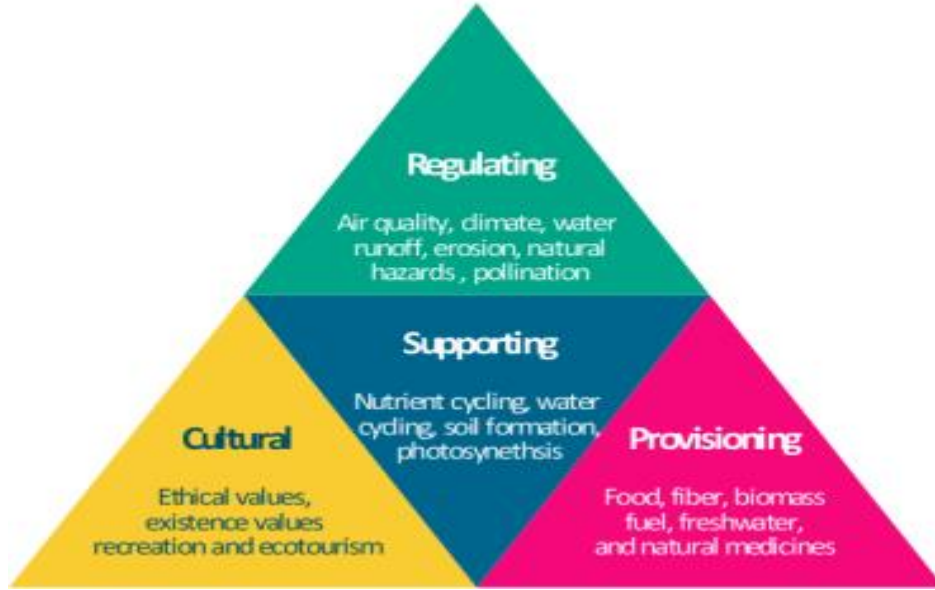 Regulating
Air quality, climate, water
runoff, erosion, natural
hazards , pollination
Supporting
Nutrient cycling, water
cycling, soil formation,
photosynethsis
Cultural
Ethical values,
existence values
recreation and ecotourism
Provisioning
Food, fiber, biomass
fuel, freshwater,
and natural medicines